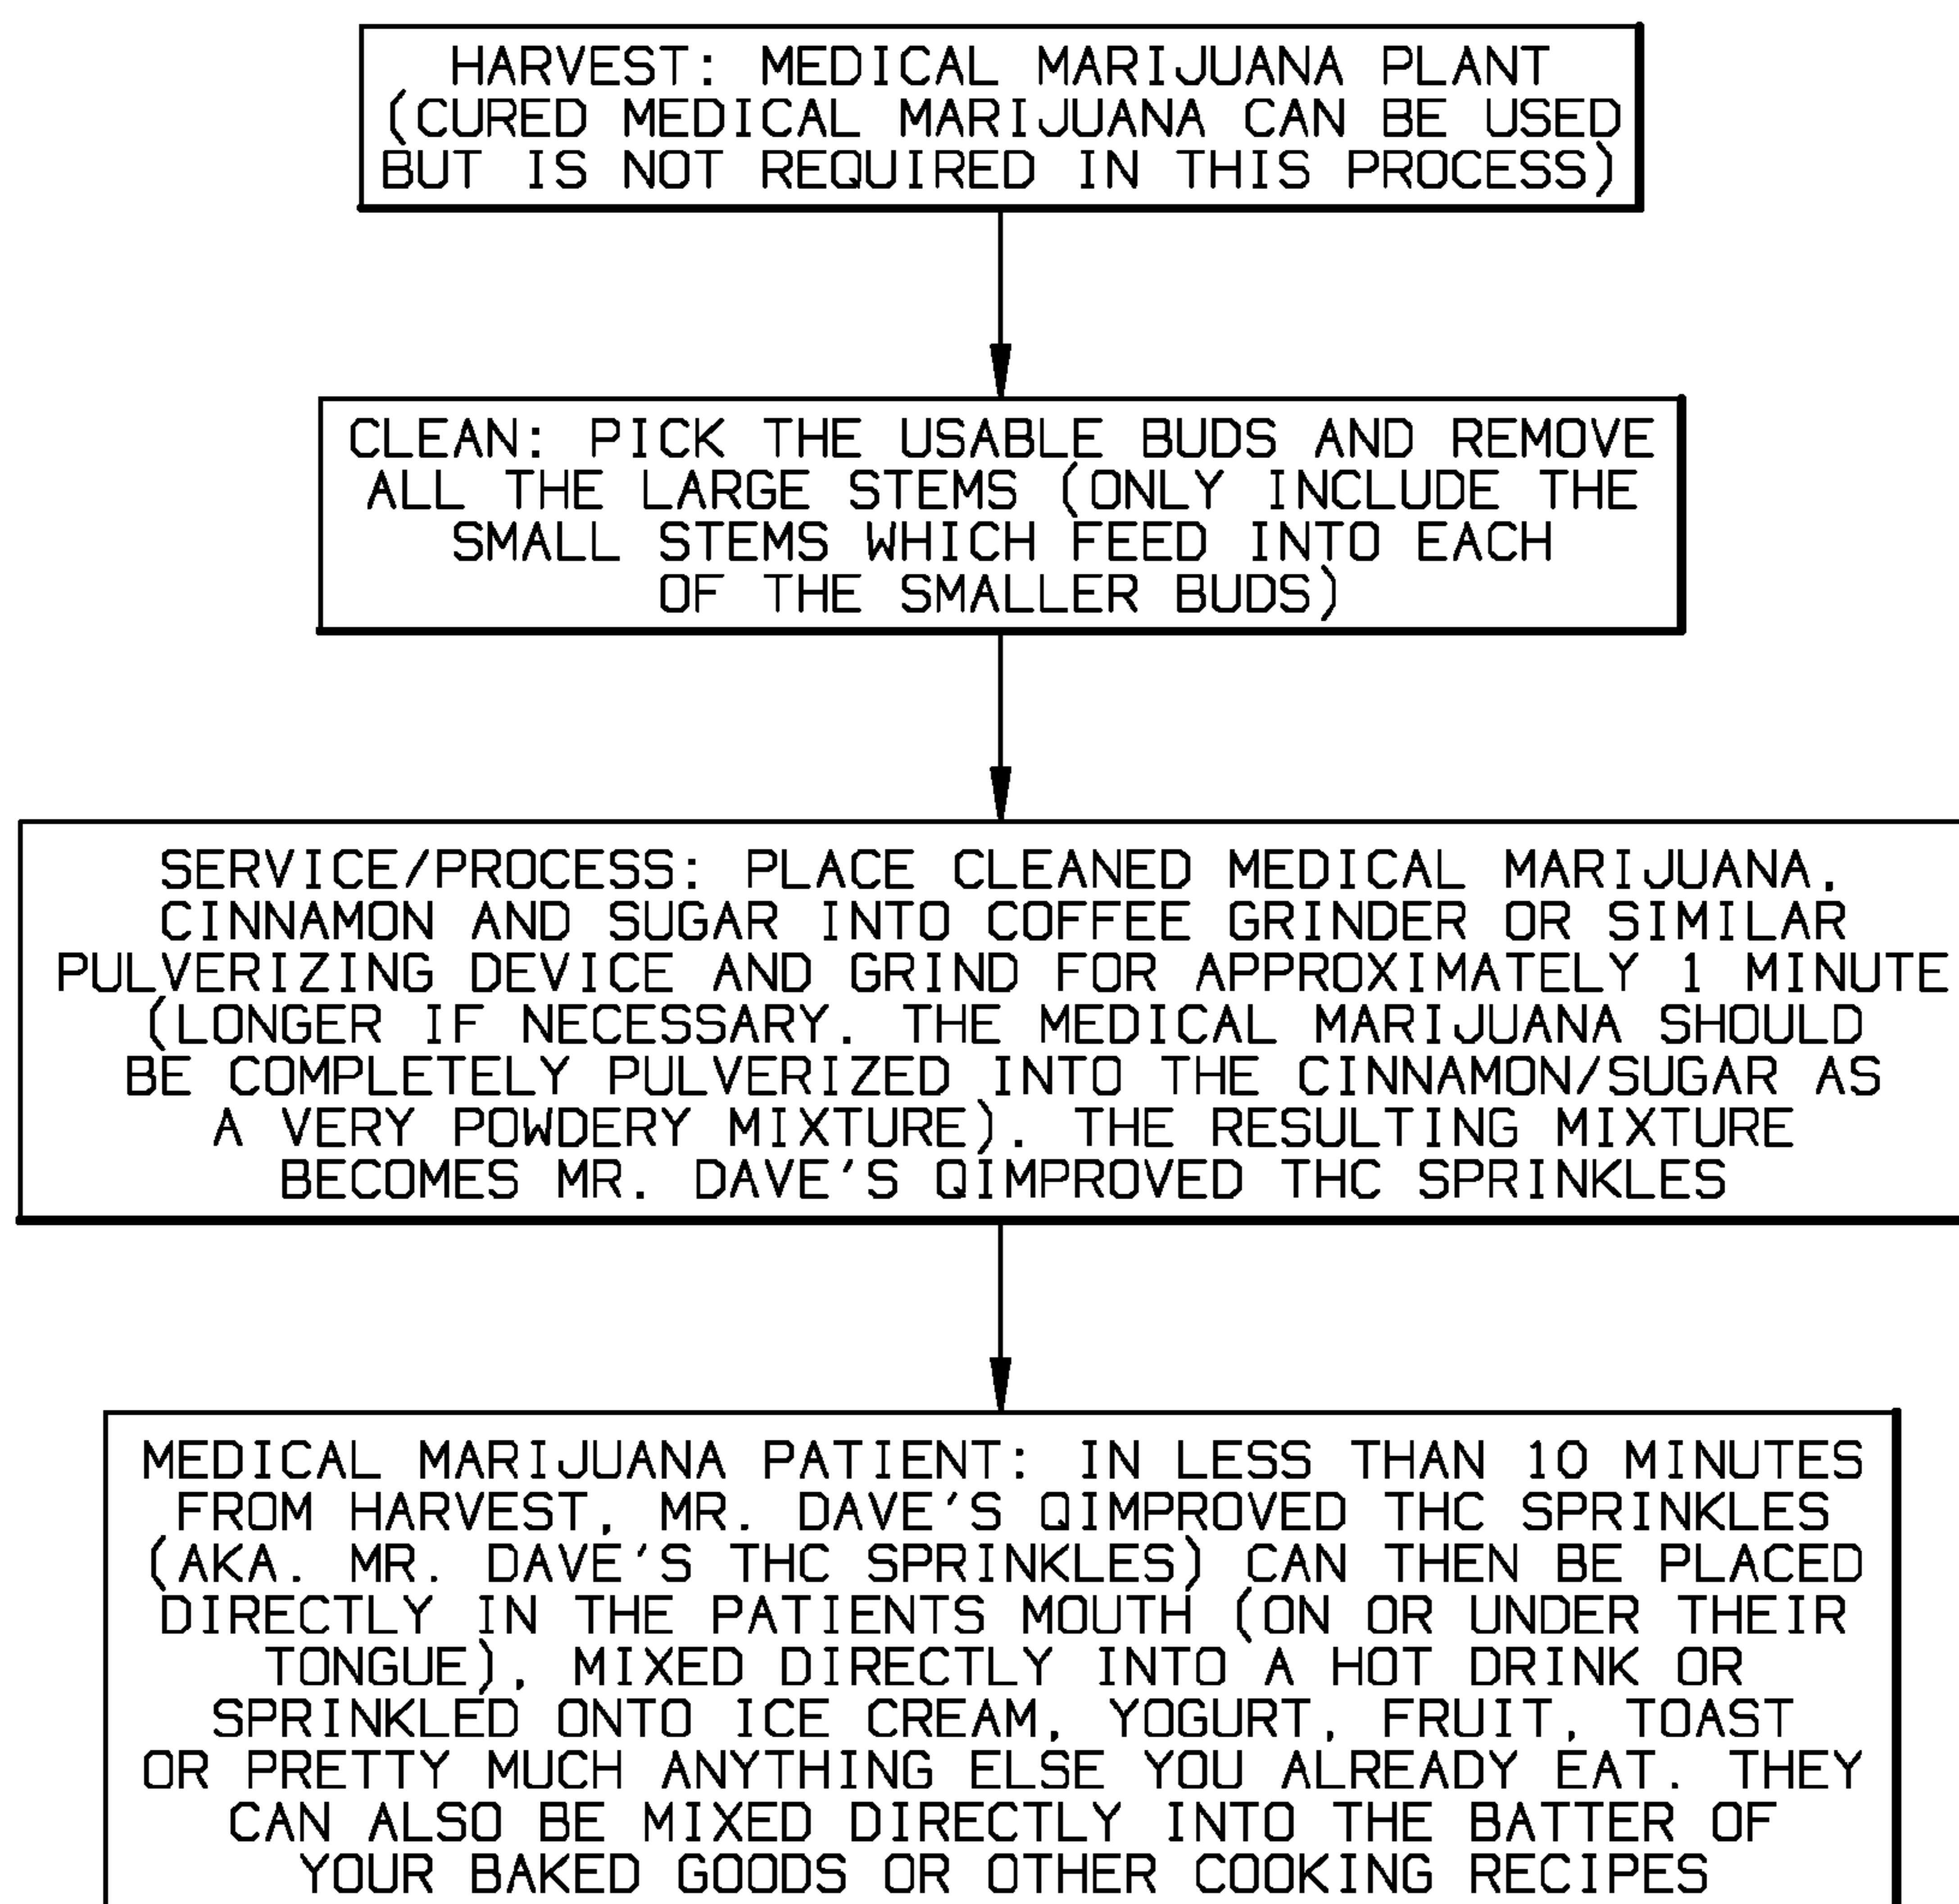 HARVEST: MEDICAL MARIJUANA PLANT
(CURED MEDICAL MARIJUANA CAN BE USED
BUT IS NOT REQUIRED IN THIS PROCESS)
CLEAN: PICK THE USABLE BUDS AND REMOVE
ALL THE LARGE STEMS (ONLY INCLUDE THE
SMALL STEMS WHICH FEED INTO EACH
OF THE SMALLER BUDS)
SERVICE/PROCESS: PLACE CLEANED MEDICAL MARIJUANA,
CINNAMON AND SUGAR INTO COFFEE GRINDER OR SIMILAR
PULVERIZING DEVICE AND GRIND FOR APPROXIMATELY 1 MINUTE
(LONGER IF NECESSARY. THE MEDICAL MARIJUANA SHOULD
BE COMPLETELY PULVERIZED INTO THE CINNAMON/SUGAR AS
A VERY POWDERY MIXTURE). THE RESULTING MIXTURE
BECOMES MR. DAVE'S QIMPROVED THC SPRINKLES
MEDICAL MARIJUANA PATIENT: IN LESS THAN 10 MINUTES
FROM HARVEST, MR. DAVE'S QIMPROVED THC SPRINKLES
(AKA. MR. DAVE'S THC SPRINKLES) CAN THEN BE PLACED
DIRECTLY IN THE PATIENTS MOUTH (ON OR UNDER THEIR
TONGUE), MIXED DIRECTLY INTO A HOT DRINK OR
SPRINKLED ONTO ICE CREAM, YOGURT, FRUIT, TOAST
OR PRETTY MUCH ANYTHING ELSE YOU ALREADY EAT. THEY
CAN ALSO BE MIXED DIRECTLY INTO THE BATTER OF
YOUR BAKED GOODS OR OTHER COOKING RECIPES